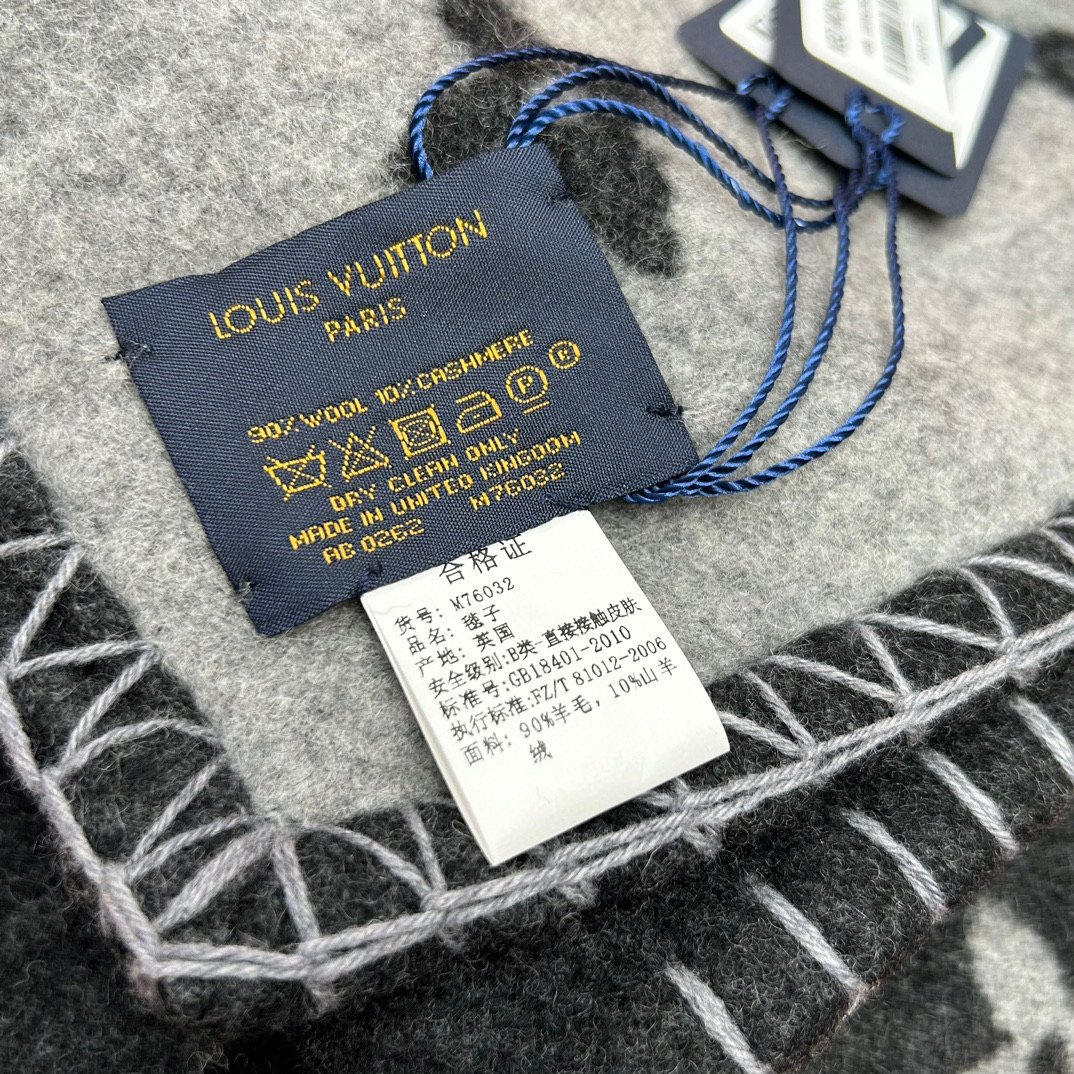 LOUIS VUITTON
PARIS
90% WOOL 10% CASHMERE
P
DRY CLEAN ONLY
MADE IN UNITED KINGDOM
AB 0262 M76032
合格证
货号: M76032
品名: 毯子
产地: 英国
安全级别:B类-直接接触皮肤
标准号:GB18401-2010
执行标准:FZ/T 81012-2006
面料: 90%羊毛, 10%山羊
绒